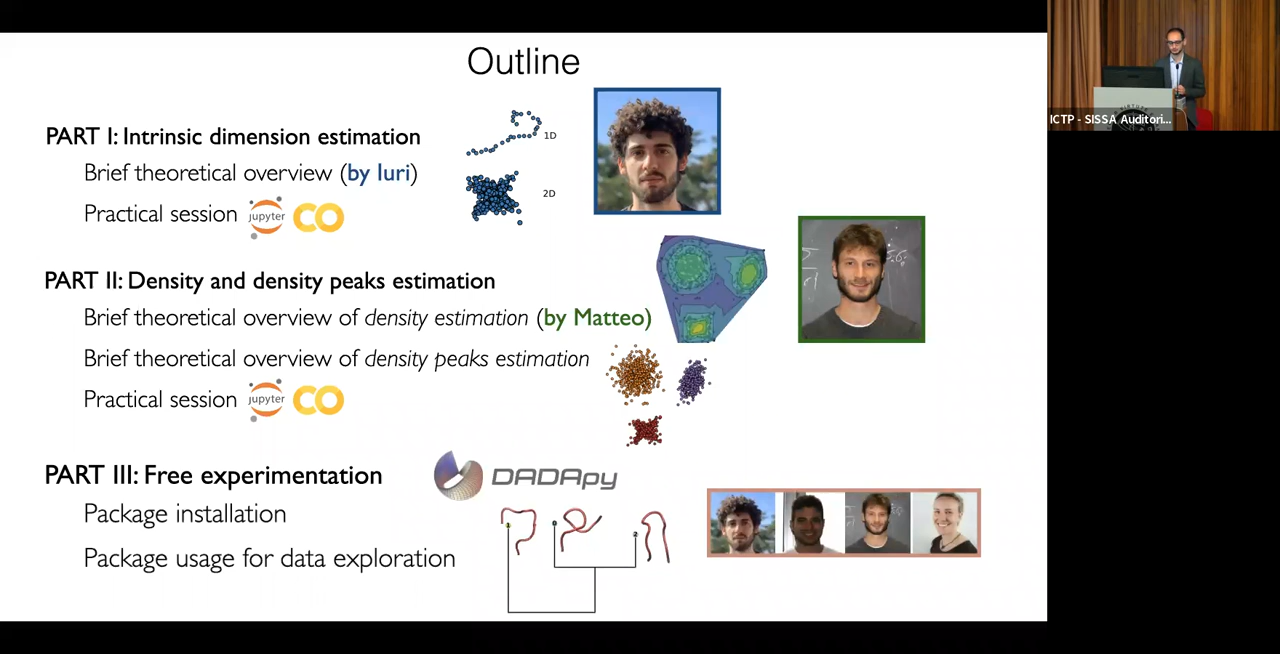 Outline
PART I: Intrinsic dimension estimation
Brief theoretical overview (by Iuri)
Practical session jupyter CO
1D
2D
PART II: Density and density peaks estimation
Brief theoretical overview of density estimation (by Matteo)
Brief theoretical overview of density peaks estimation
Practical session jupyter CO
PART III: Free experimentation
DADApy
Package installation
Package usage for data exploration
ICTP - SISSA Auditori...